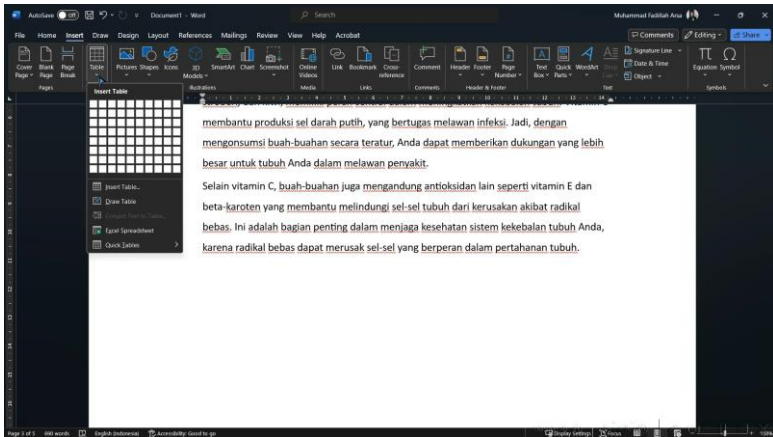 AutoSave Off Document1 - Word Search Muhammad Fadillah Arsa
File Home Insert Draw Design Layout References Mailings Review View Help Acrobat Comments Editing Share
Cover Page Blank Page Page Break Table Pictures Shapes Icons 3D Models SmartArt Chart Screenshot Online Videos Link Bookmark Cross-reference Comment Header Footer Page Number Text Box Quick Parts WordArt Drop Cap Signature Line Date & Time Object Equation Symbol
Pages Illustrations Media Links Comments Header & Footer Text Symbols
Insert Table
Insert Table...
Draw Table
Convert Text to Table...
Excel Spreadsheet
Quick Tables
membantu produksi sel darah putih, yang bertugas melawan infeksi. Jadi, dengan
mengonsumsi buah-buahan secara teratur, Anda dapat memberikan dukungan yang lebih
besar untuk tubuh Anda dalam melawan penyakit.
Selain vitamin C, buah-buahan juga mengandung antioksidan lain seperti vitamin E dan
beta-karoten yang membantu melindungi sel-sel tubuh dari kerusakan akibat radikal
bebas. Ini adalah bagian penting dalam menjaga kesehatan sistem kekebalan tubuh Anda,
karena radikal bebas dapat merusak sel-sel yang berperan dalam pertahanan tubuh.
Page 3 of 5 690 words English (Indonesia) Accessibility: Good to go Display Settings Focus